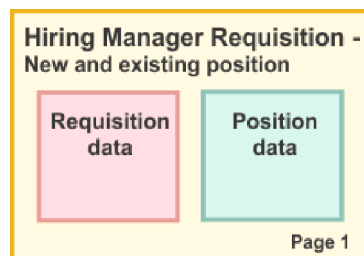 Hiring Manager Requisition -
New and existing position
Requisition
data
Position
data
Page 1